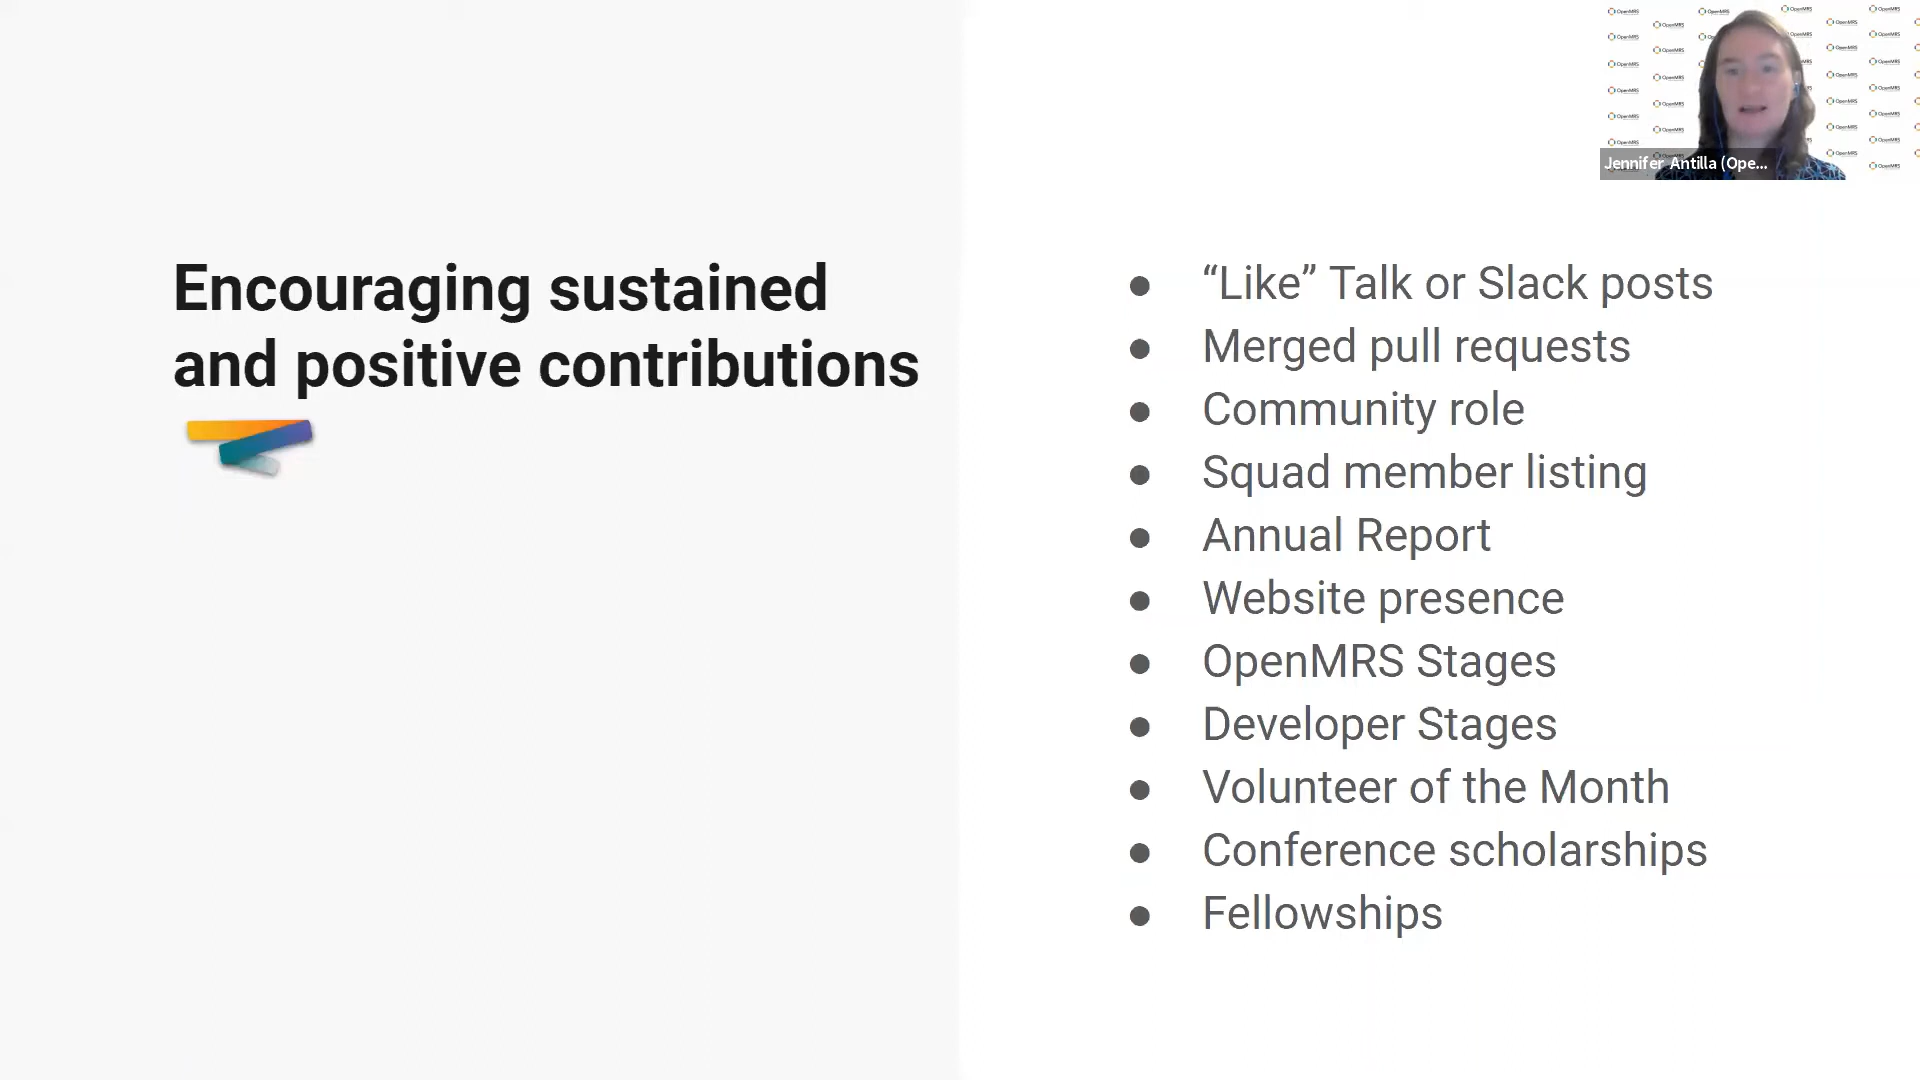 Encouraging sustained
and positive contributions
OpenMRS
Jennifer Antilla (Ope...
● “Like” Talk or Slack posts
● Merged pull requests
● Community role
● Squad member listing
● Annual Report
● Website presence
● OpenMRS Stages
● Developer Stages
● Volunteer of the Month
● Conference scholarships
● Fellowships